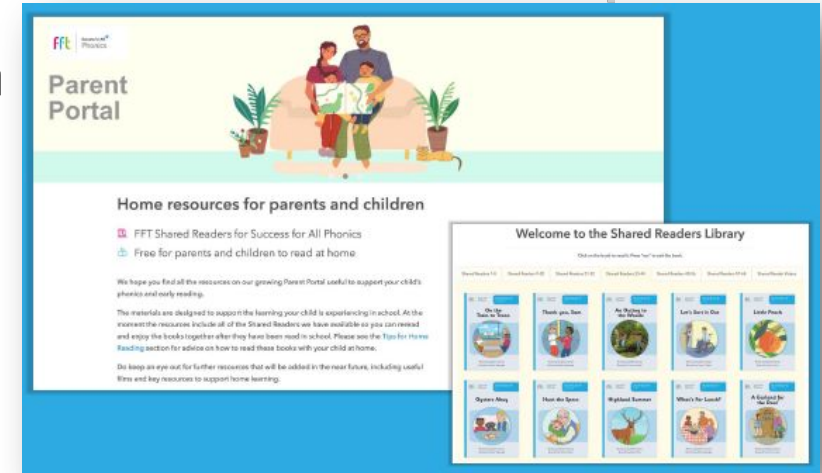 FFT Success for All Phonics
Parent
Portal
Home resources for parents and children
FFT Shared Readers for Success for All Phonics
Free for parents and children to read at home
We hope you find all the resources on our growing Parent Portal useful to support your child's
phonics and early reading.
The materials are designed to support the learning your child is experiencing in school. At the
moment the resources include all of the Shared Readers we have available so you can reread
and enjoy the books together after they have been read in school. Please see the Tips for Home
Reading section for advice on how to read these books with your child at home.
Do keep an eye out for further resources that will be added in the near future, including useful
films and key resources to support home learning.
Welcome to the Shared Readers Library
On the
Train to Texas
Thank you, Sam
An Outing to
the Woods
Let's Sort it Out
Little Peach
Oysters Ahoy
Hunt the Spoon
Highland Summer
What's for Lunch?
A Garland for
the Door